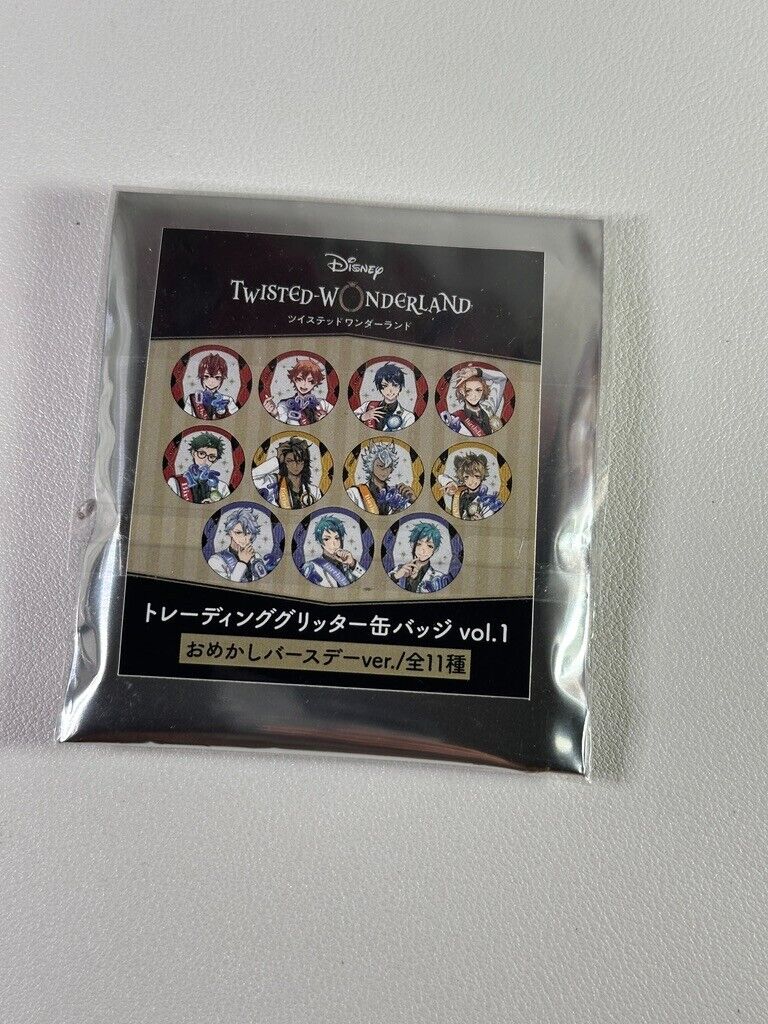 Disney
TWISTED-WONDERLAND
ツイステッドワンダーランド
トレーディンググリッター缶バッジ vol.1
おめかしバースデーver./全11種